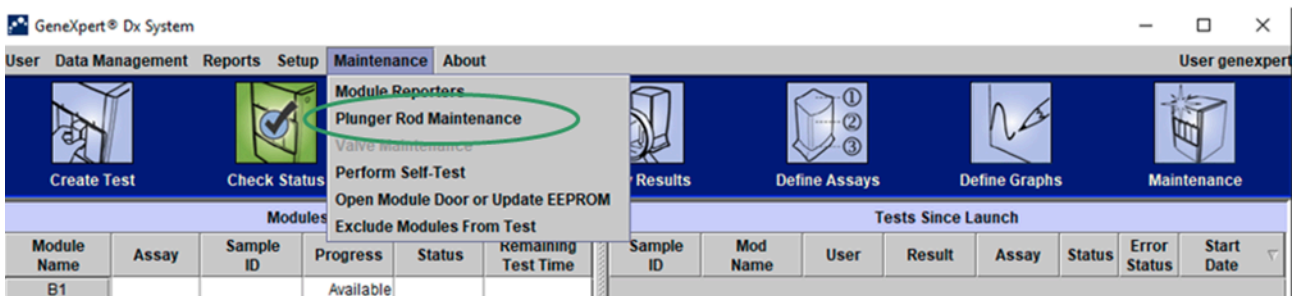 GeneXpert® Dx System
User Data Management Reports Setup Maintenance About User genexpert
Module Reporters
Plunger Rod Maintenance
Valve Maintenance
Perform Self-Test
Open Module Door or Update EEPROM
Exclude Modules From Test
① ② ③
Create Test Check Status Results Define Assays Define Graphs Maintenance
Modules Tests Since Launch
Module Name Assay Sample ID Progress Status Remaining Test Time Sample ID Mod Name User Result Assay Status Error Status Start Date
B1 Available